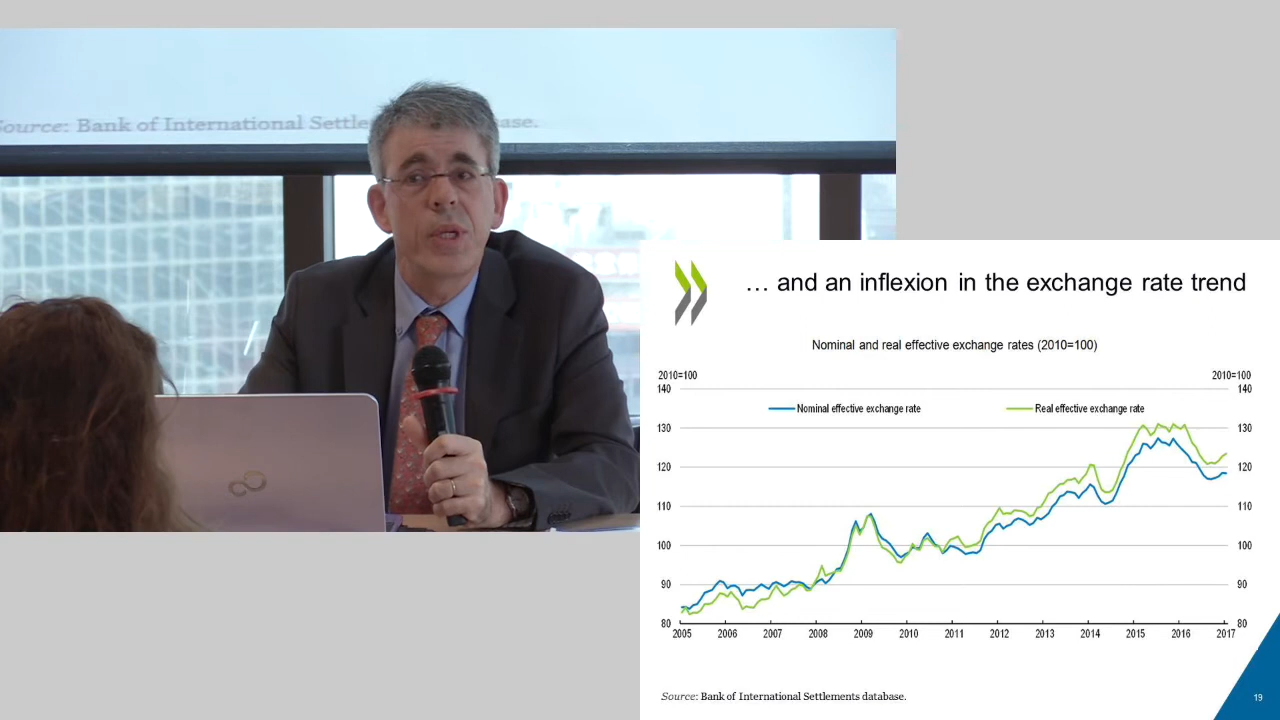 Source: Bank of International Settle
ase.
… and an inflexion in the exchange rate trend
Nominal and real effective exchange rates (2010=100)
2010=100 2010=100
140 140
Nominal effective exchange rate Real effective exchange rate
130 130
120 120
110 110
100 100
90 90
80 80
2005 2006 2007 2008 2009 2010 2011 2012 2013 2014 2015 2016 2017
Source: Bank of International Settlements database.
19